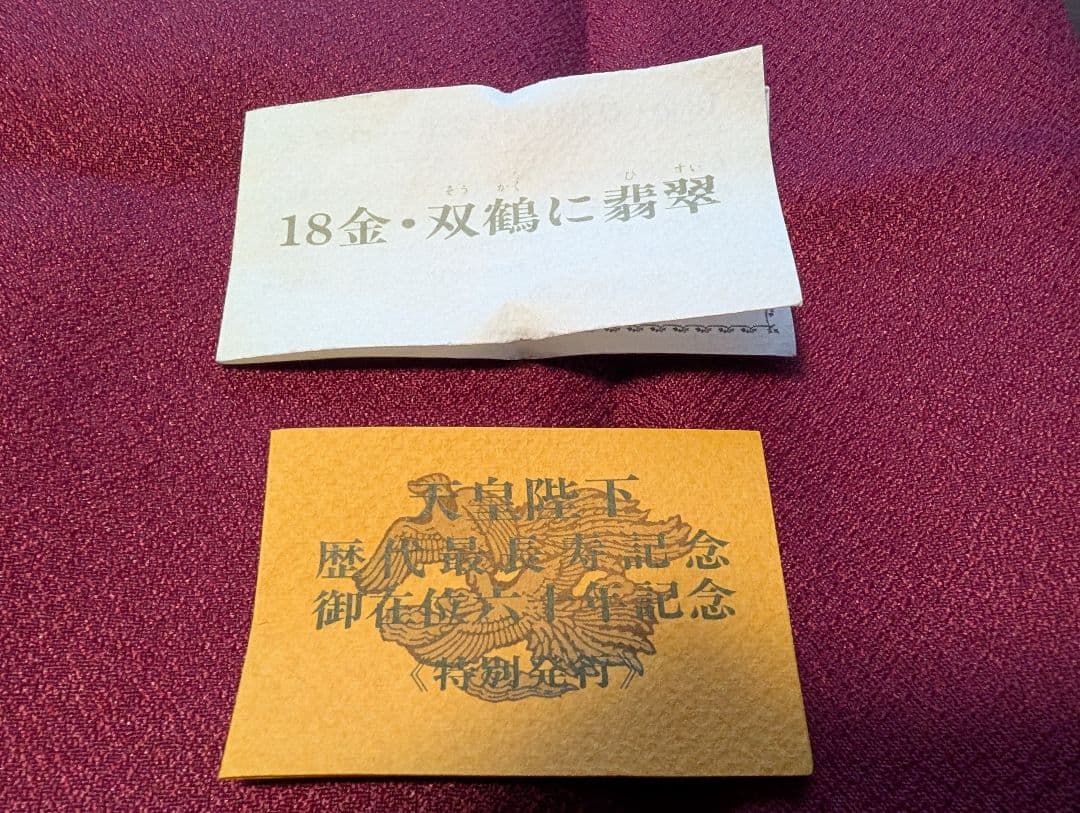 そう かく ひ すい
18金・双鶴に翡翠
天皇陛下
歴代最長寿記念
御在位六十年記念
《特別発行》